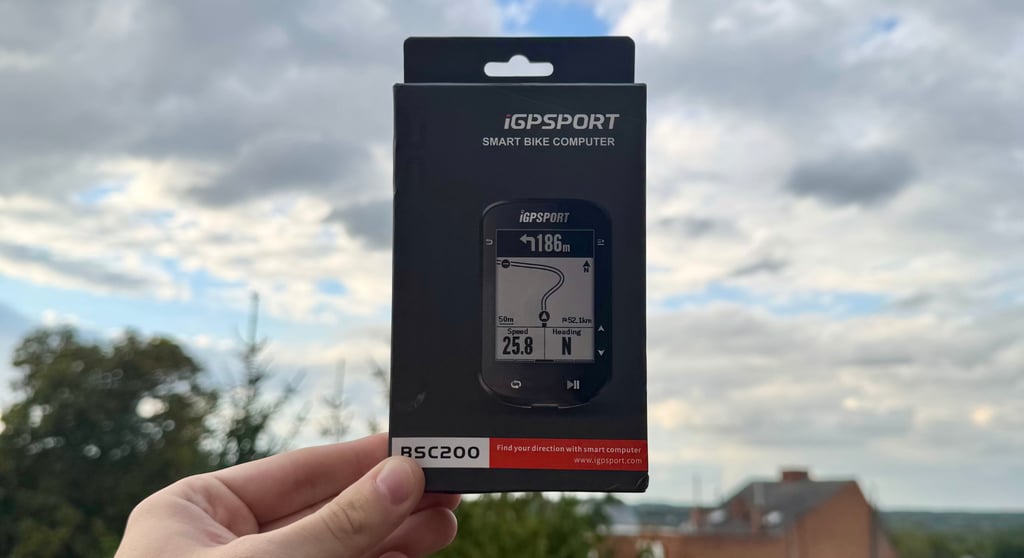 iGPSPORT
SMART BIKE COMPUTER
iGPSPORT
186m
N
50m
52.1km
Speed
Heading
25.8
N
BSC200
Find your direction with smart computer
www.igpsport.com